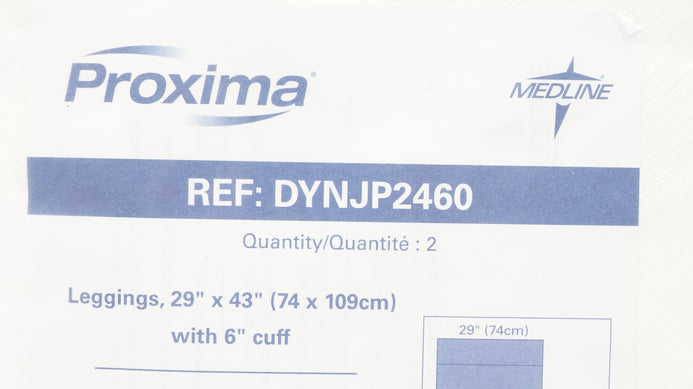 Proxima®
MEDLINE®
REF: DYNJP2460
Quantity/Quantité : 2
Leggings, 29" x 43" (74 x 109cm)
with 6" cuff
29" (74cm)